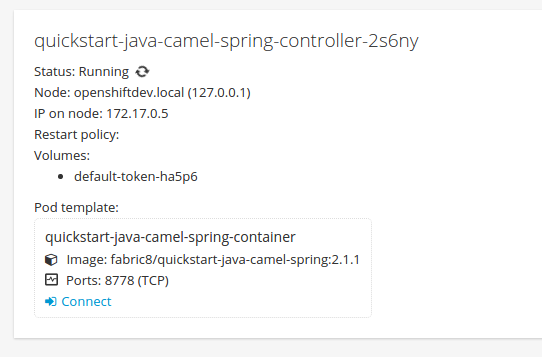 quickstart-java-camel-spring-controller-2s6ny
Status: Running
Node: openshiftdev.local (127.0.0.1)
IP on node: 172.17.0.5
Restart policy:
Volumes:
default-token-ha5p6
Pod template:
quickstart-java-camel-spring-container
Image: fabric8/quickstart-java-camel-spring:2.1.1
Ports: 8778 (TCP)
Connect